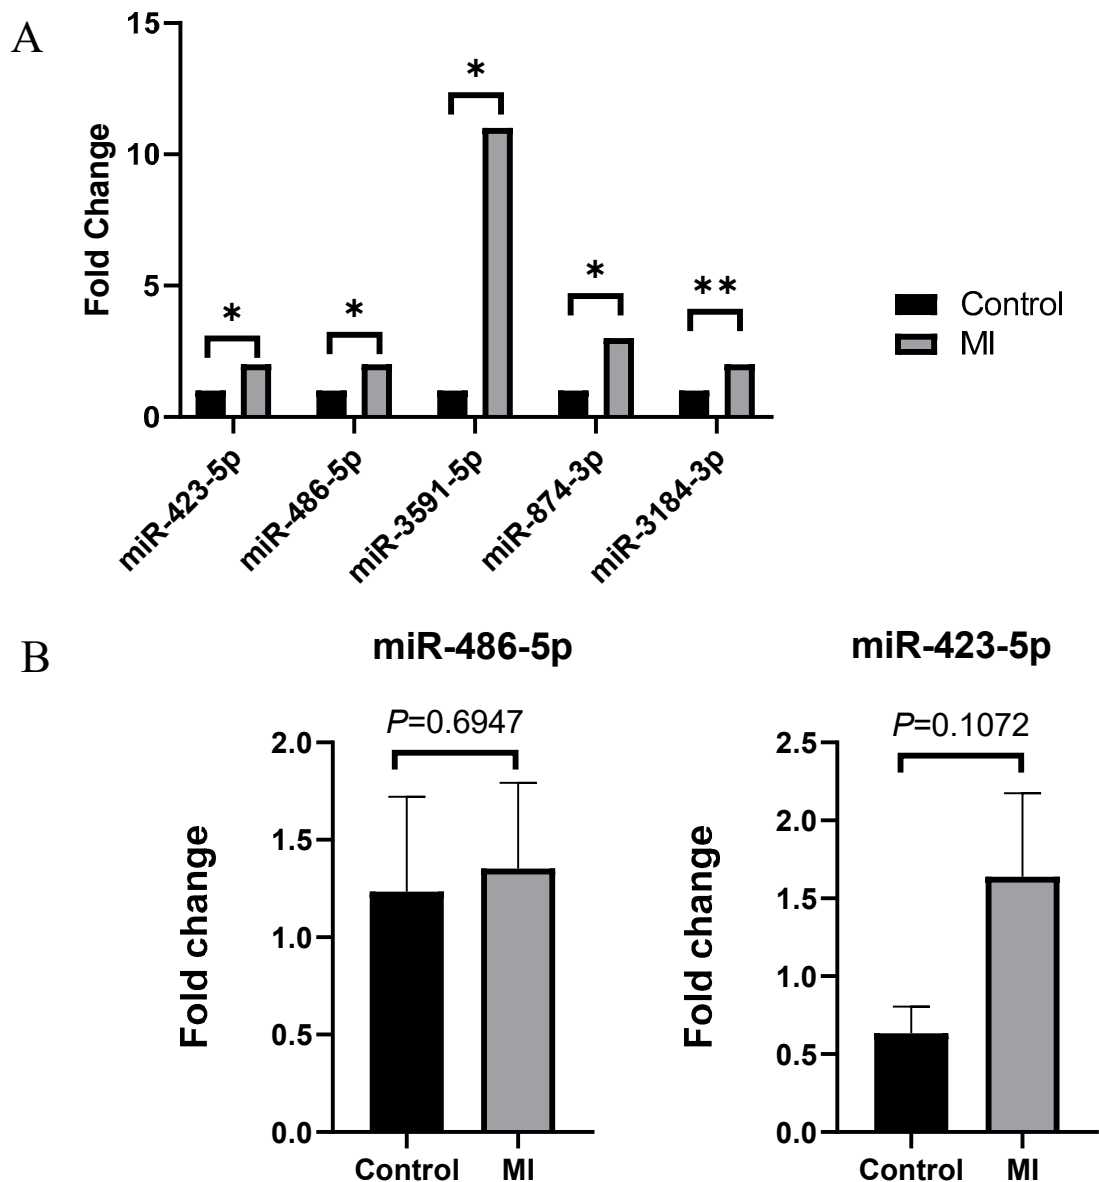 A
Fold Change
15
10
5
0
*
*
*
*
**
miR-423-5p
miR-486-5p
miR-3591-5p
miR-874-3p
miR-3184-3p
Control
MI
B
miR-486-5p
P=0.6947
Fold change
2.0
1.5
1.0
0.5
0.0
Control
MI
miR-423-5p
P=0.1072
Fold change
2.5
2.0
1.5
1.0
0.5
0.0
Control
MI